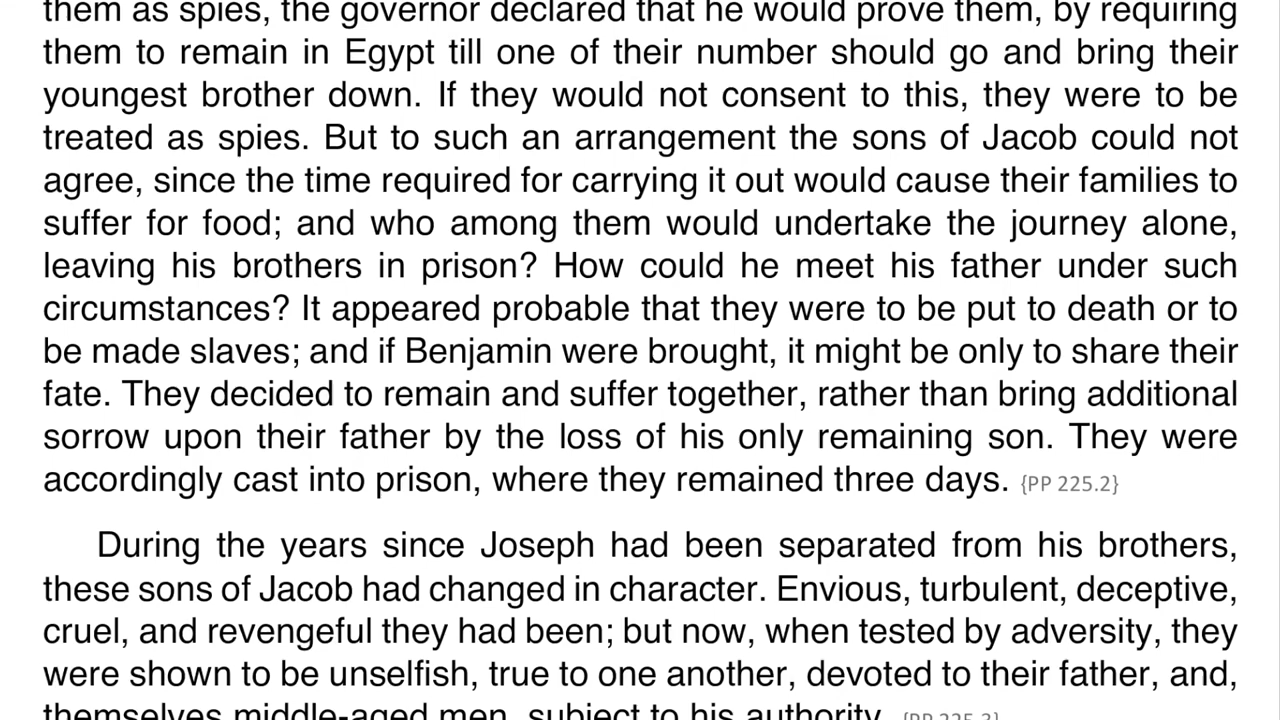 them as spies, the governor declared that he would prove them, by requiring
them to remain in Egypt till one of their number should go and bring their
youngest brother down. If they would not consent to this, they were to be
treated as spies. But to such an arrangement the sons of Jacob could not
agree, since the time required for carrying it out would cause their families to
suffer for food; and who among them would undertake the journey alone,
leaving his brothers in prison? How could he meet his father under such
circumstances? It appeared probable that they were to be put to death or to
be made slaves; and if Benjamin were brought, it might be only to share their
fate. They decided to remain and suffer together, rather than bring additional
sorrow upon their father by the loss of his only remaining son. They were
accordingly cast into prison, where they remained three days. {PP 225.2}
During the years since Joseph had been separated from his brothers,
these sons of Jacob had changed in character. Envious, turbulent, deceptive,
cruel, and revengeful they had been; but now, when tested by adversity, they
were shown to be unselfish, true to one another, devoted to their father, and,
themselves middle-aged men, subject to his authority. {PP 225.3}